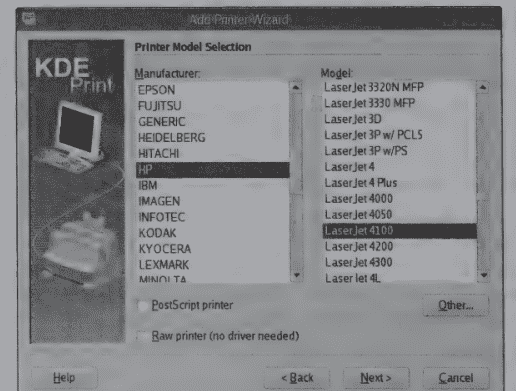 Add Printer Wizard
KDE
Print
Printer Model Selection
Manufacturer:
EPSON
FUJITSU
GENERIC
HEIDELBERG
HITACHI
HP
IBM
IMAGEN
INFOTEC
KODAK
KYOCERA
LEXMARK
MINOLTA
Model:
LaserJet 3320N MFP
LaserJet 3330 MFP
LaserJet 3D
LaserJet 3P w/ PCL5
LaserJet 3P w/PS
LaserJet 4
LaserJet 4 Plus
LaserJet 4000
LaserJet 4050
LaserJet 4100
LaserJet 4200
LaserJet 4300
LaserJet 4L
PostScript printer
Other...
Raw printer (no driver needed)
Help
< Back
Next >
Cancel